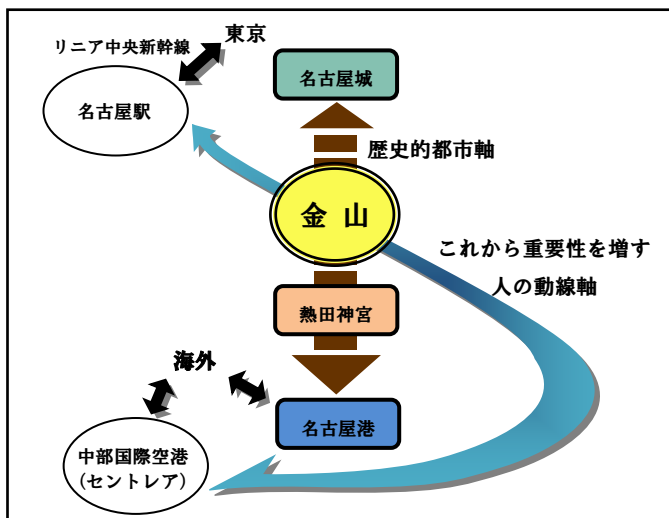 東京
リニア中央新幹線
名古屋城
名古屋駅
歴史的都市軸
金山
これから重要性を増す
人の動線軸
熱田神宮
海外
名古屋港
中部国際空港
(セントレア)